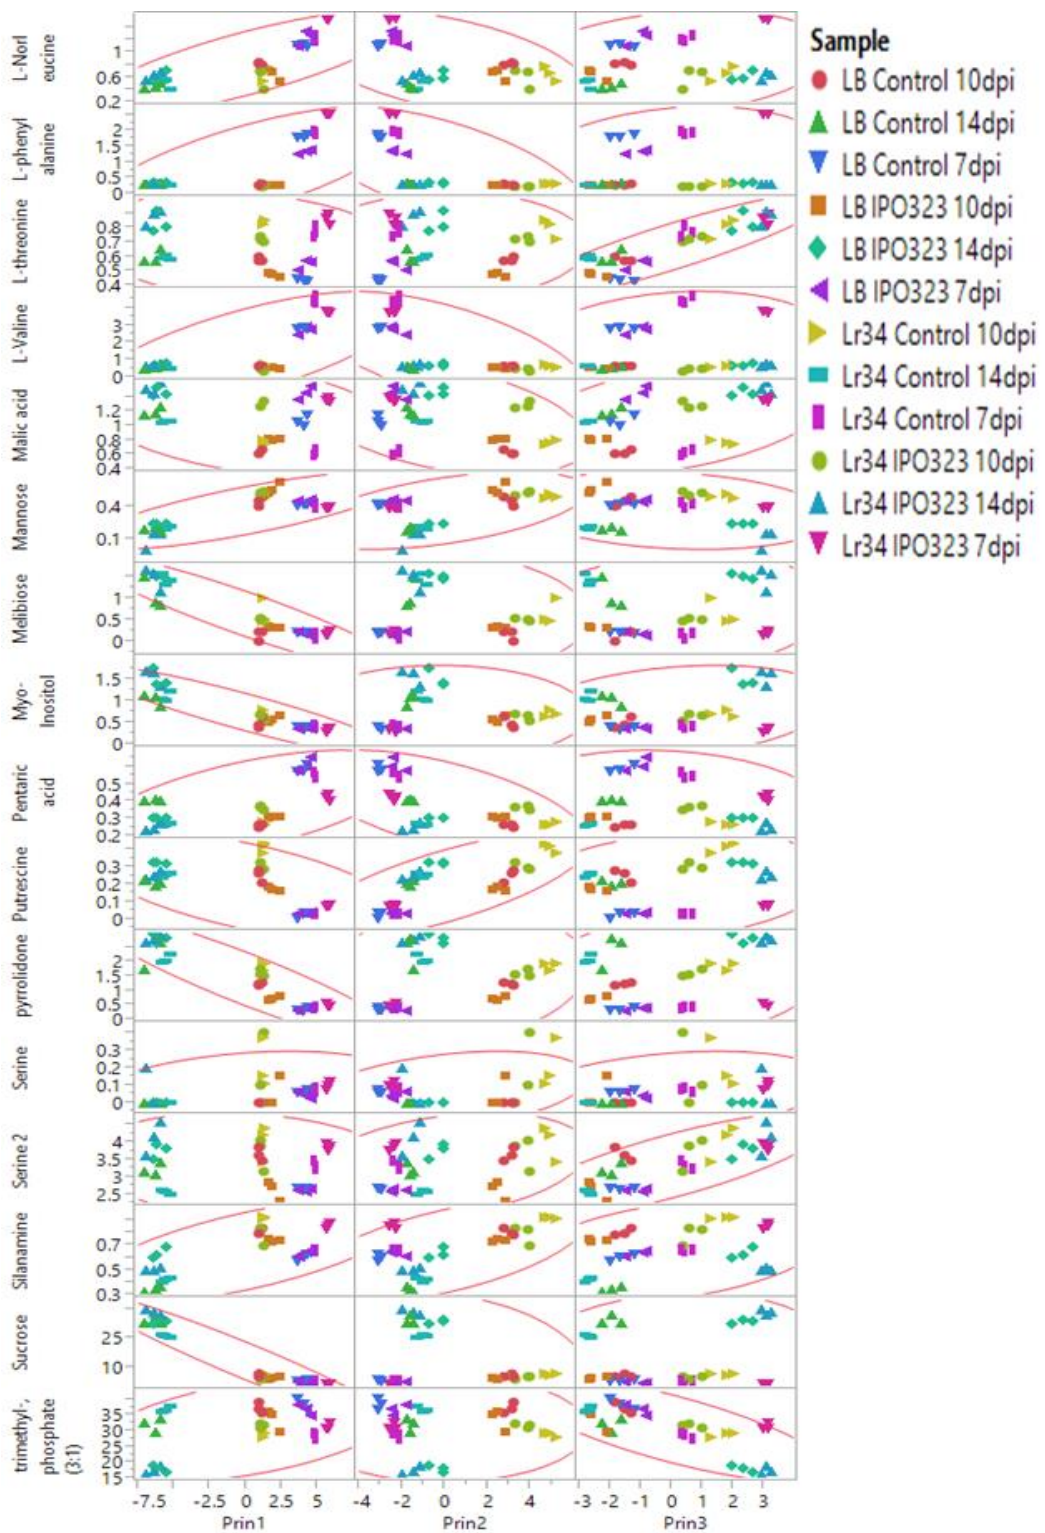 Sample
LB Control 10dpi
LB Control 14dpi
LB Control 7dpi
LB IPO323 10dpi
LB IPO323 14dpi
LB IPO323 7dpi
Lr34 Control 10dpi
Lr34 Control 14dpi
Lr34 Control 7dpi
Lr34 IPO323 10dpi
Lr34 IPO323 14dpi
Lr34 IPO323 7dpi
L-Norl
eucine
1
0.6
0.2
L-phenyl
alanine
2
1.5
0.5
0
L-threonine
0.8
0.7
0.5
0.4
L-Valine
3
2
1
0
Malic acid
1.2
1
0.8
0.6
0.4
Mannose
0.4
0.1
Melibiose
1
0.5
0
Myo-
Inositol
1.5
1
0.5
0
Pentaric
acid
0.5
0.4
0.3
0.2
Putrescine
0.3
0.2
0.1
0
pyrrolidone
2
1.5
0.5
0
Serine
0.3
0.2
0.1
0
Serine 2
4
3.5
3
2.5
Silanamine
0.7
0.5
0.3
Sucrose
25
10
trimethyl-,
phosphate
(3:1)
35
30
20
15
-7.5 -2.5 0 2.5 5 -4 -2 0 2 4 -3 -2 -1 0 1 2 3
Prin1 Prin2 Prin3